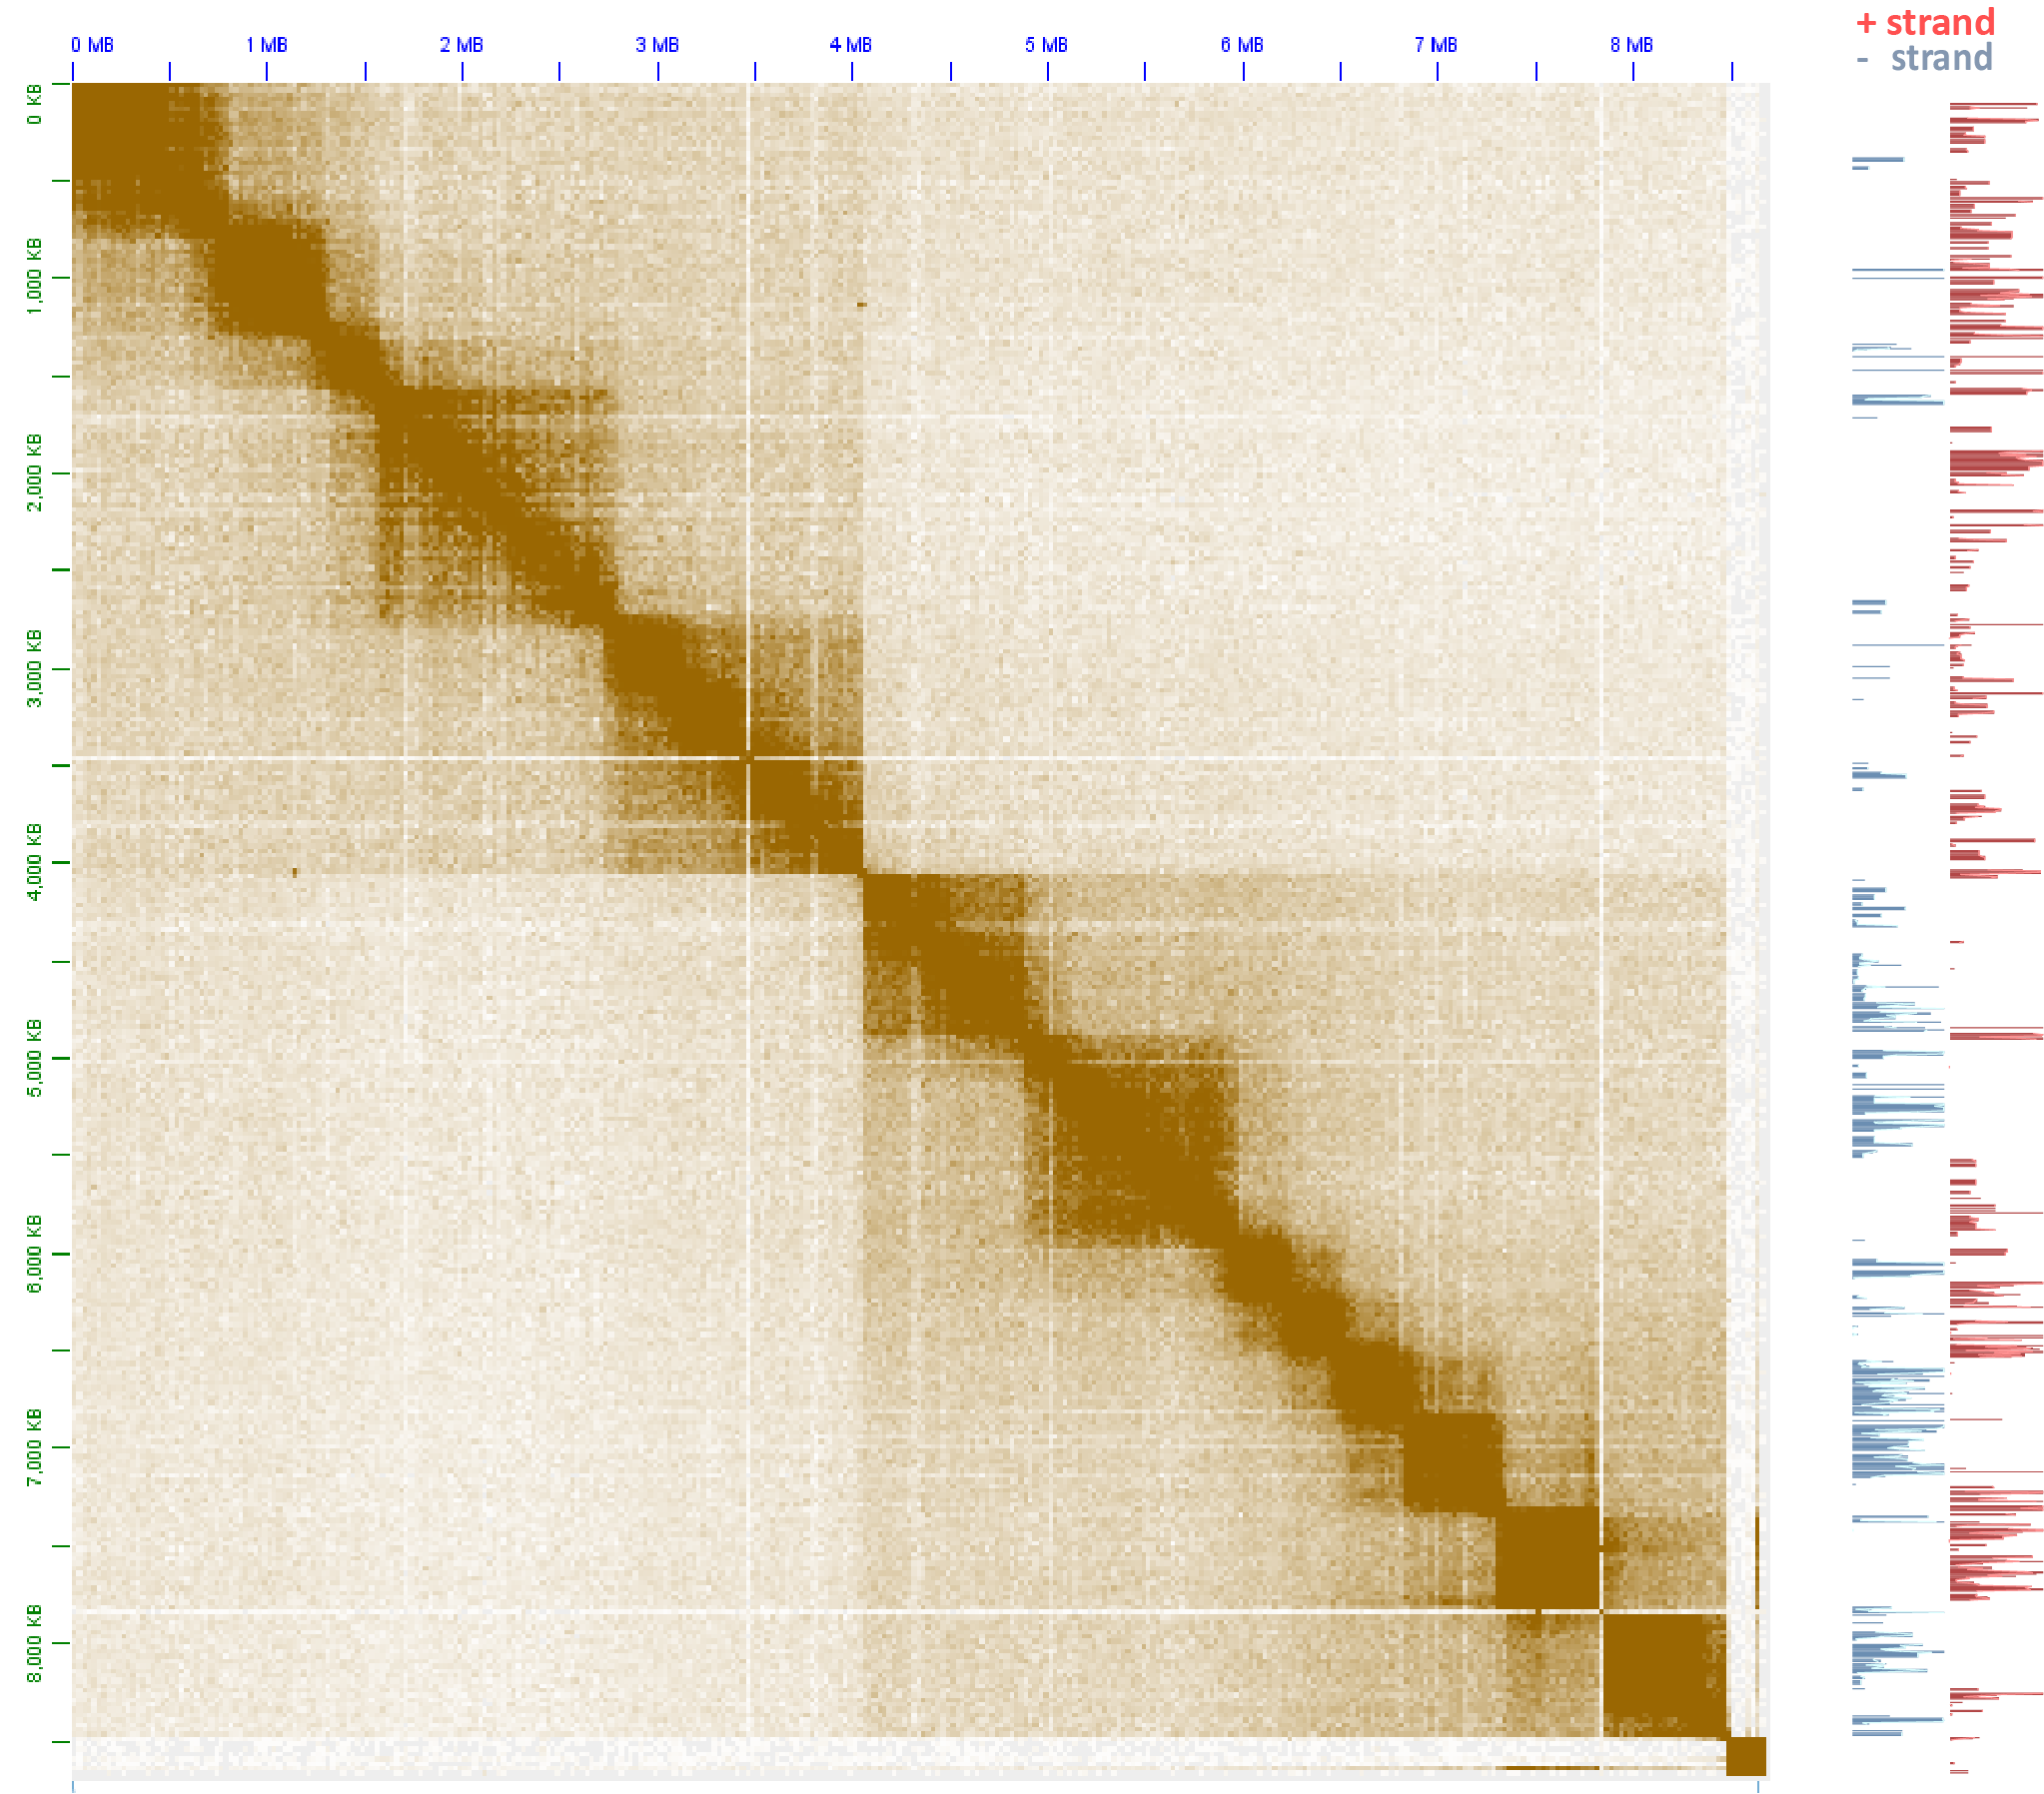 + strand
- strand
0 MB 1 MB 2 MB 3 MB 4 MB 5 MB 6 MB 7 MB 8 MB
0 KB
1,000 KB
2,000 KB
3,000 KB
4,000 KB
5,000 KB
6,000 KB
7,000 KB
8,000 KB